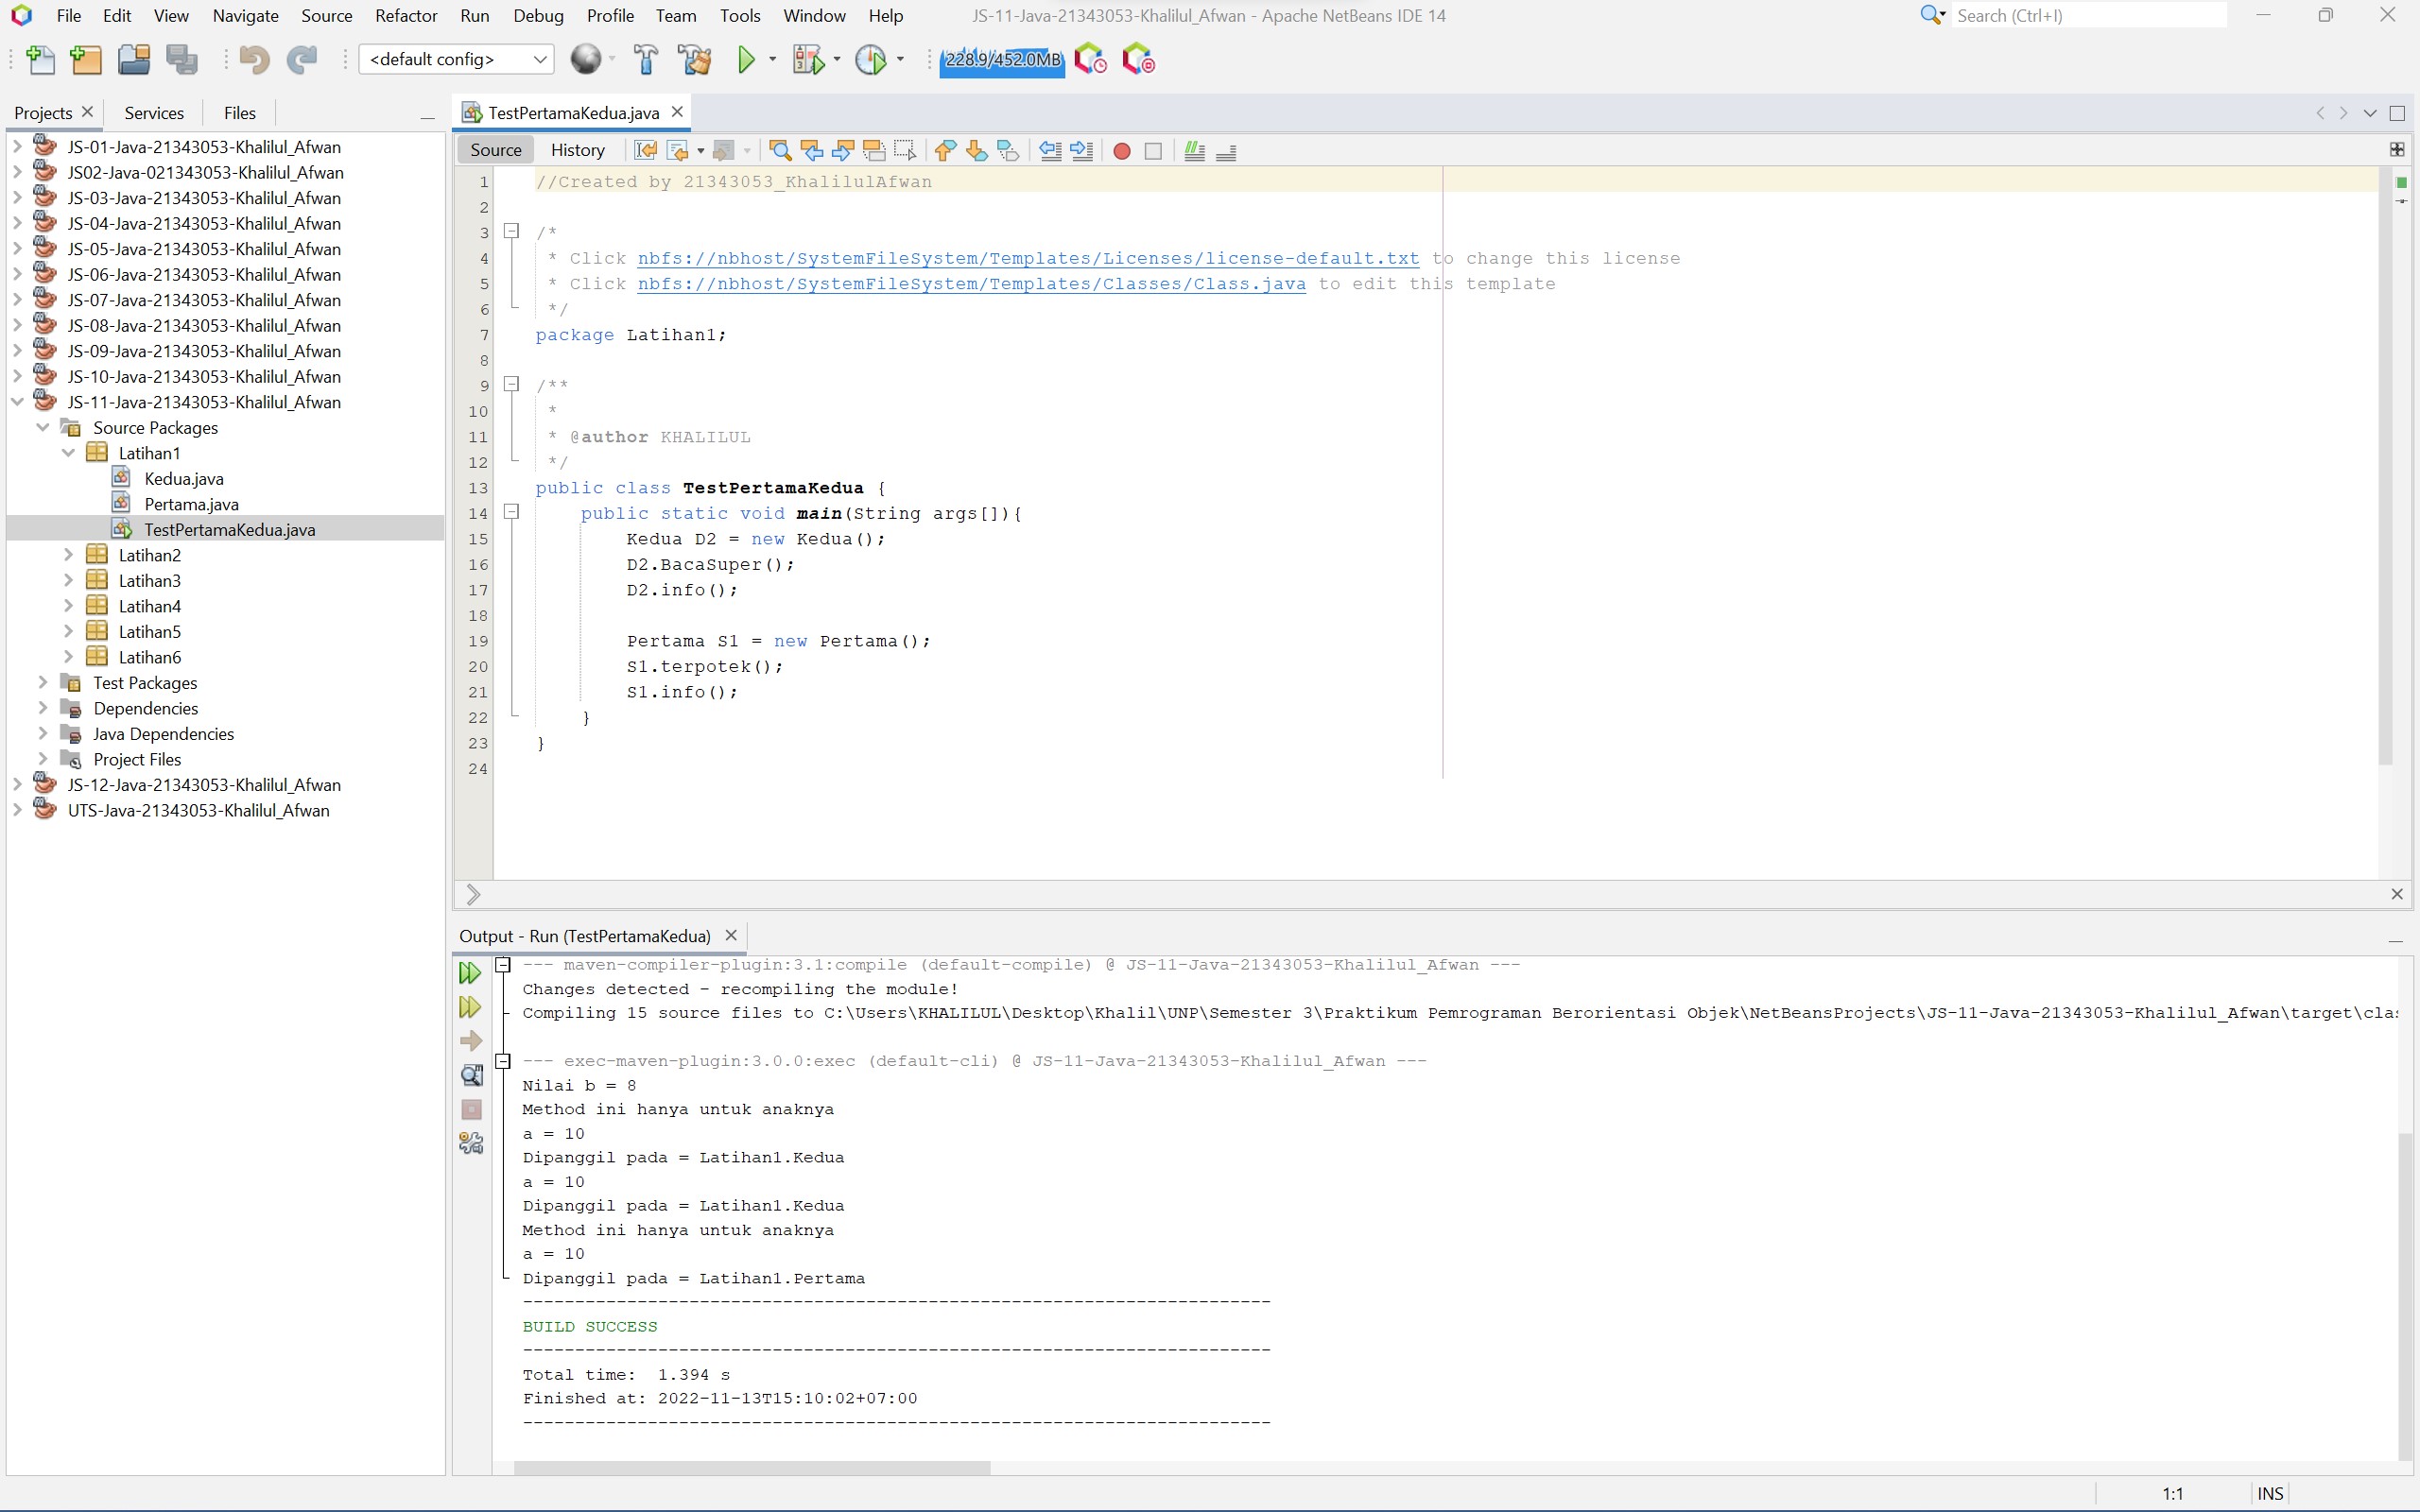 File Edit View Navigate Source Refactor Run Debug Profile Team Tools Window Help JS-11-Java-21343053-Khalilul_Afwan - Apache NetBeans IDE 14 Search (Ctrl+I)
<default config> 228.9/452.0MB
Projects Services Files
JS-01-Java-21343053-Khalilul_Afwan
JS02-Java-021343053-Khalilul_Afwan
JS-03-Java-21343053-Khalilul_Afwan
JS-04-Java-21343053-Khalilul_Afwan
JS-05-Java-21343053-Khalilul_Afwan
JS-06-Java-21343053-Khalilul_Afwan
JS-07-Java-21343053-Khalilul_Afwan
JS-08-Java-21343053-Khalilul_Afwan
JS-09-Java-21343053-Khalilul_Afwan
JS-10-Java-21343053-Khalilul_Afwan
JS-11-Java-21343053-Khalilul_Afwan
Source Packages
Latihan1
Kedua.java
Pertama.java
TestPertamaKedua.java
Latihan2
Latihan3
Latihan4
Latihan5
Latihan6
Test Packages
Dependencies
Java Dependencies
Project Files
JS-12-Java-21343053-Khalilul_Afwan
UTS-Java-21343053-Khalilul_Afwan
TestPertamaKedua.java
Source History
1 //Created by 21343053_KhalilulAfwan
2
3 /*
4 * Click nbfs://nbhost/SystemFileSystem/Templates/Licenses/license-default.txt to change this license
5 * Click nbfs://nbhost/SystemFileSystem/Templates/Classes/Class.java to edit this template
6 */
7 package Latihan1;
8
9 /**
10 *
11 * @author KHALILUL
12 */
13 public class TestPertamaKedua {
14 public static void main(String args[]){
15 Kedua D2 = new Kedua();
16 D2.BacaSuper();
17 D2.info();
18
19 Pertama S1 = new Pertama();
20 S1.terpotek();
21 S1.info();
22 }
23 }
24
Output - Run (TestPertamaKedua)
--- maven-compiler-plugin:3.1:compile (default-compile) @ JS-11-Java-21343053-Khalilul_Afwan ---
Changes detected - recompiling the module!
Compiling 15 source files to C:\Users\KHALILUL\Desktop\Khalil\UNP\Semester 3\Praktikum Pemrograman Berorientasi Objek\NetBeansProjects\JS-11-Java-21343053-Khalilul_Afwan\target\clas
--- exec-maven-plugin:3.0.0:exec (default-cli) @ JS-11-Java-21343053-Khalilul_Afwan ---
Nilai b = 8
Method ini hanya untuk anaknya
a = 10
Dipanggil pada = Latihan1.Kedua
a = 10
Dipanggil pada = Latihan1.Kedua
Method ini hanya untuk anaknya
a = 10
Dipanggil pada = Latihan1.Pertama
------------------------------------------------------------------------
BUILD SUCCESS
------------------------------------------------------------------------
Total time:  1.394 s
Finished at: 2022-11-13T15:10:02+07:00
------------------------------------------------------------------------
1:1 INS